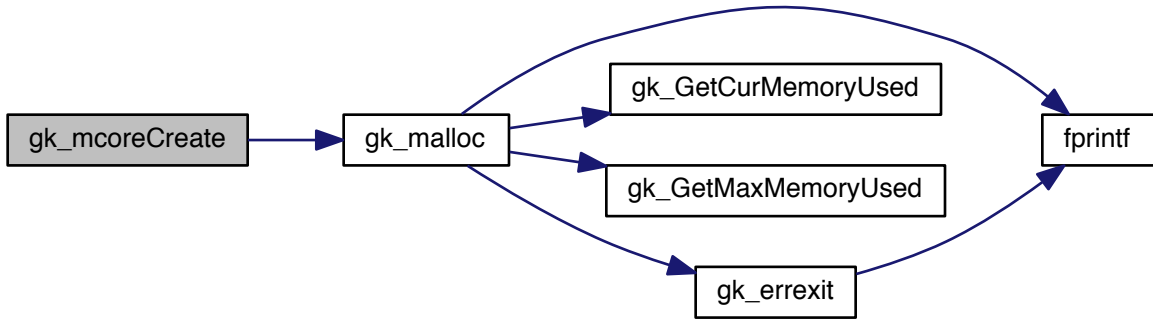 gk_mcoreCreate
gk_malloc
gk_GetCurMemoryUsed
gk_GetMaxMemoryUsed
gk_errexit
fprintf